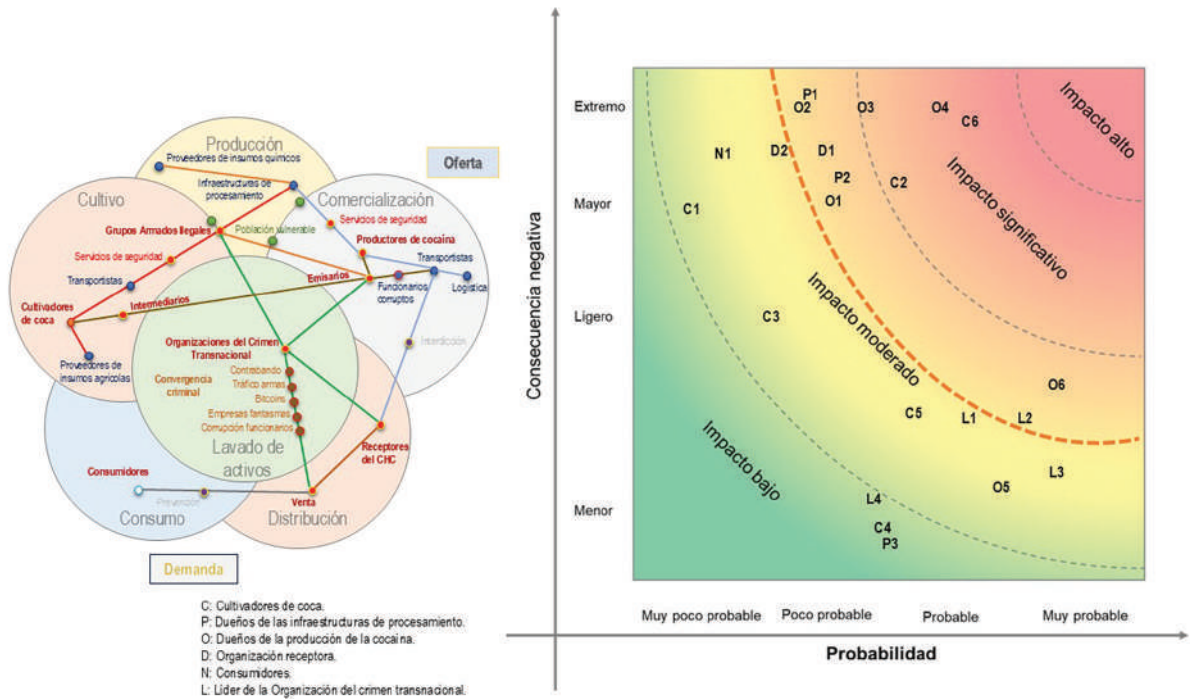 Producción
Proveedores de insumos químicos
Oferta
Infraestructuras de
procesamiento
Cultivo
Comercialización
Servicios de seguridad
Grupos Armados Ilegales
Población vulnerable
Productores de cocaína
Servicios de seguridad
Transportistas
Transportistas
Emisarios
Funcionarios
corruptos
Logística
Intermediarios
Cultivadores
de coca
Organizaciones del Crimen
Transnacional
Interdicción
Proveedores de
insumos agrícolas
Convergencia
criminal
Contrabando
Tráfico armas
Bitcoins
Empresas fantasmas
Corrupción funcionarios
Lavado de
activos
Receptores
del CHC
Consumidores
Prevención
Venta
Consumo
Distribución
Demanda
C: Cultivadores de coca.
P: Dueños de las infraestructuras de procesamiento.
O: Dueños de la producción de la cocaína.
D: Organización receptora.
N: Consumidores.
L: Líder de la Organización del crimen transnacional.
Consecuencia negativa
Extremo
Mayor
Ligero
Menor
P1
O2
O3
O4
C6
Impacto alto
N1
D2
D1
P2
C2
O1
C1
Impacto significativo
C3
Impacto moderado
O6
C5
L1
L2
Impacto bajo
L3
O5
L4
C4
P3
Muy poco probable
Poco probable
Probable
Muy probable
Probabilidad